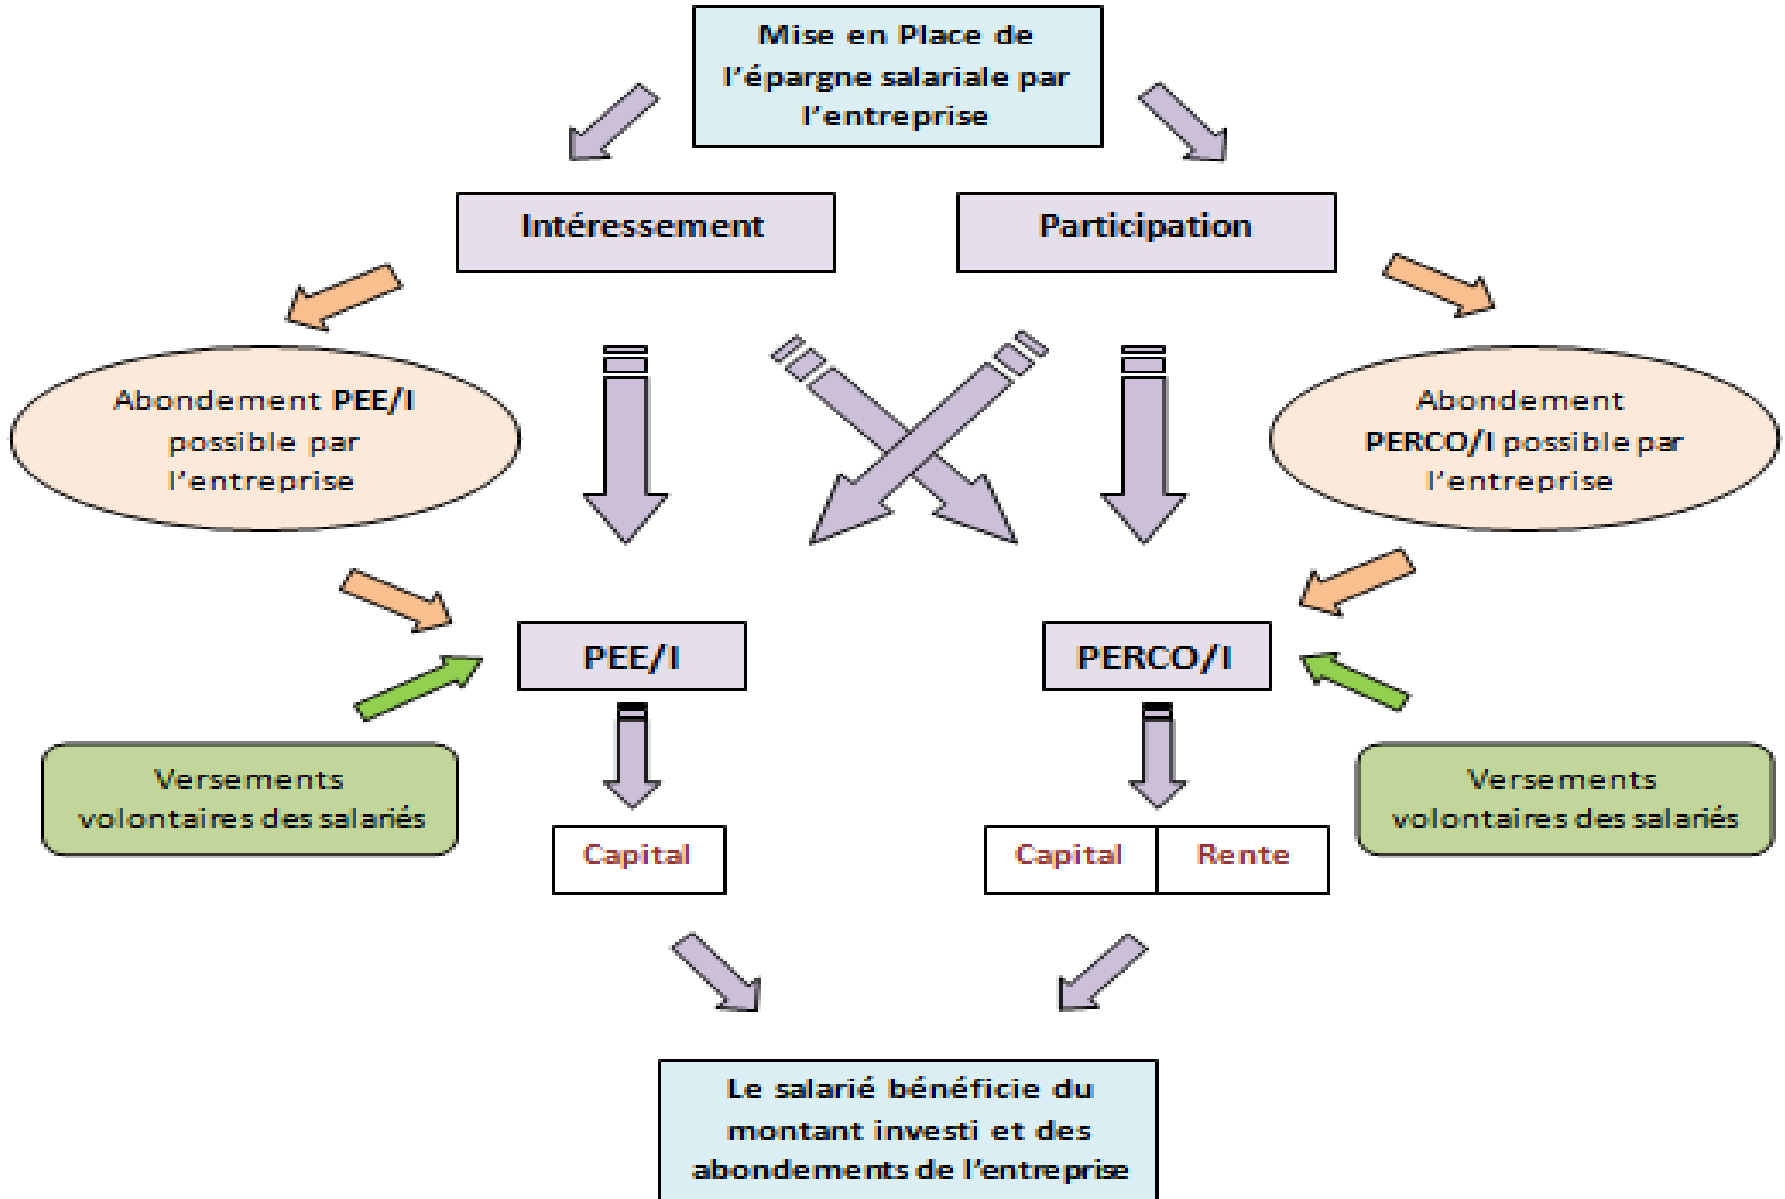 Mise en Place de
l'épargne salariale par
l'entreprise
Intéressement
Participation
Abondement PEE/I
possible par
l'entreprise
Abondement
PERCO/I possible par
l'entreprise
PEE/I
PERCO/I
Versements
volontaires des salariés
Versements
volontaires des salariés
Capital
Capital
Rente
Le salarié bénéficie du
montant investi et des
abondements de l'entreprise